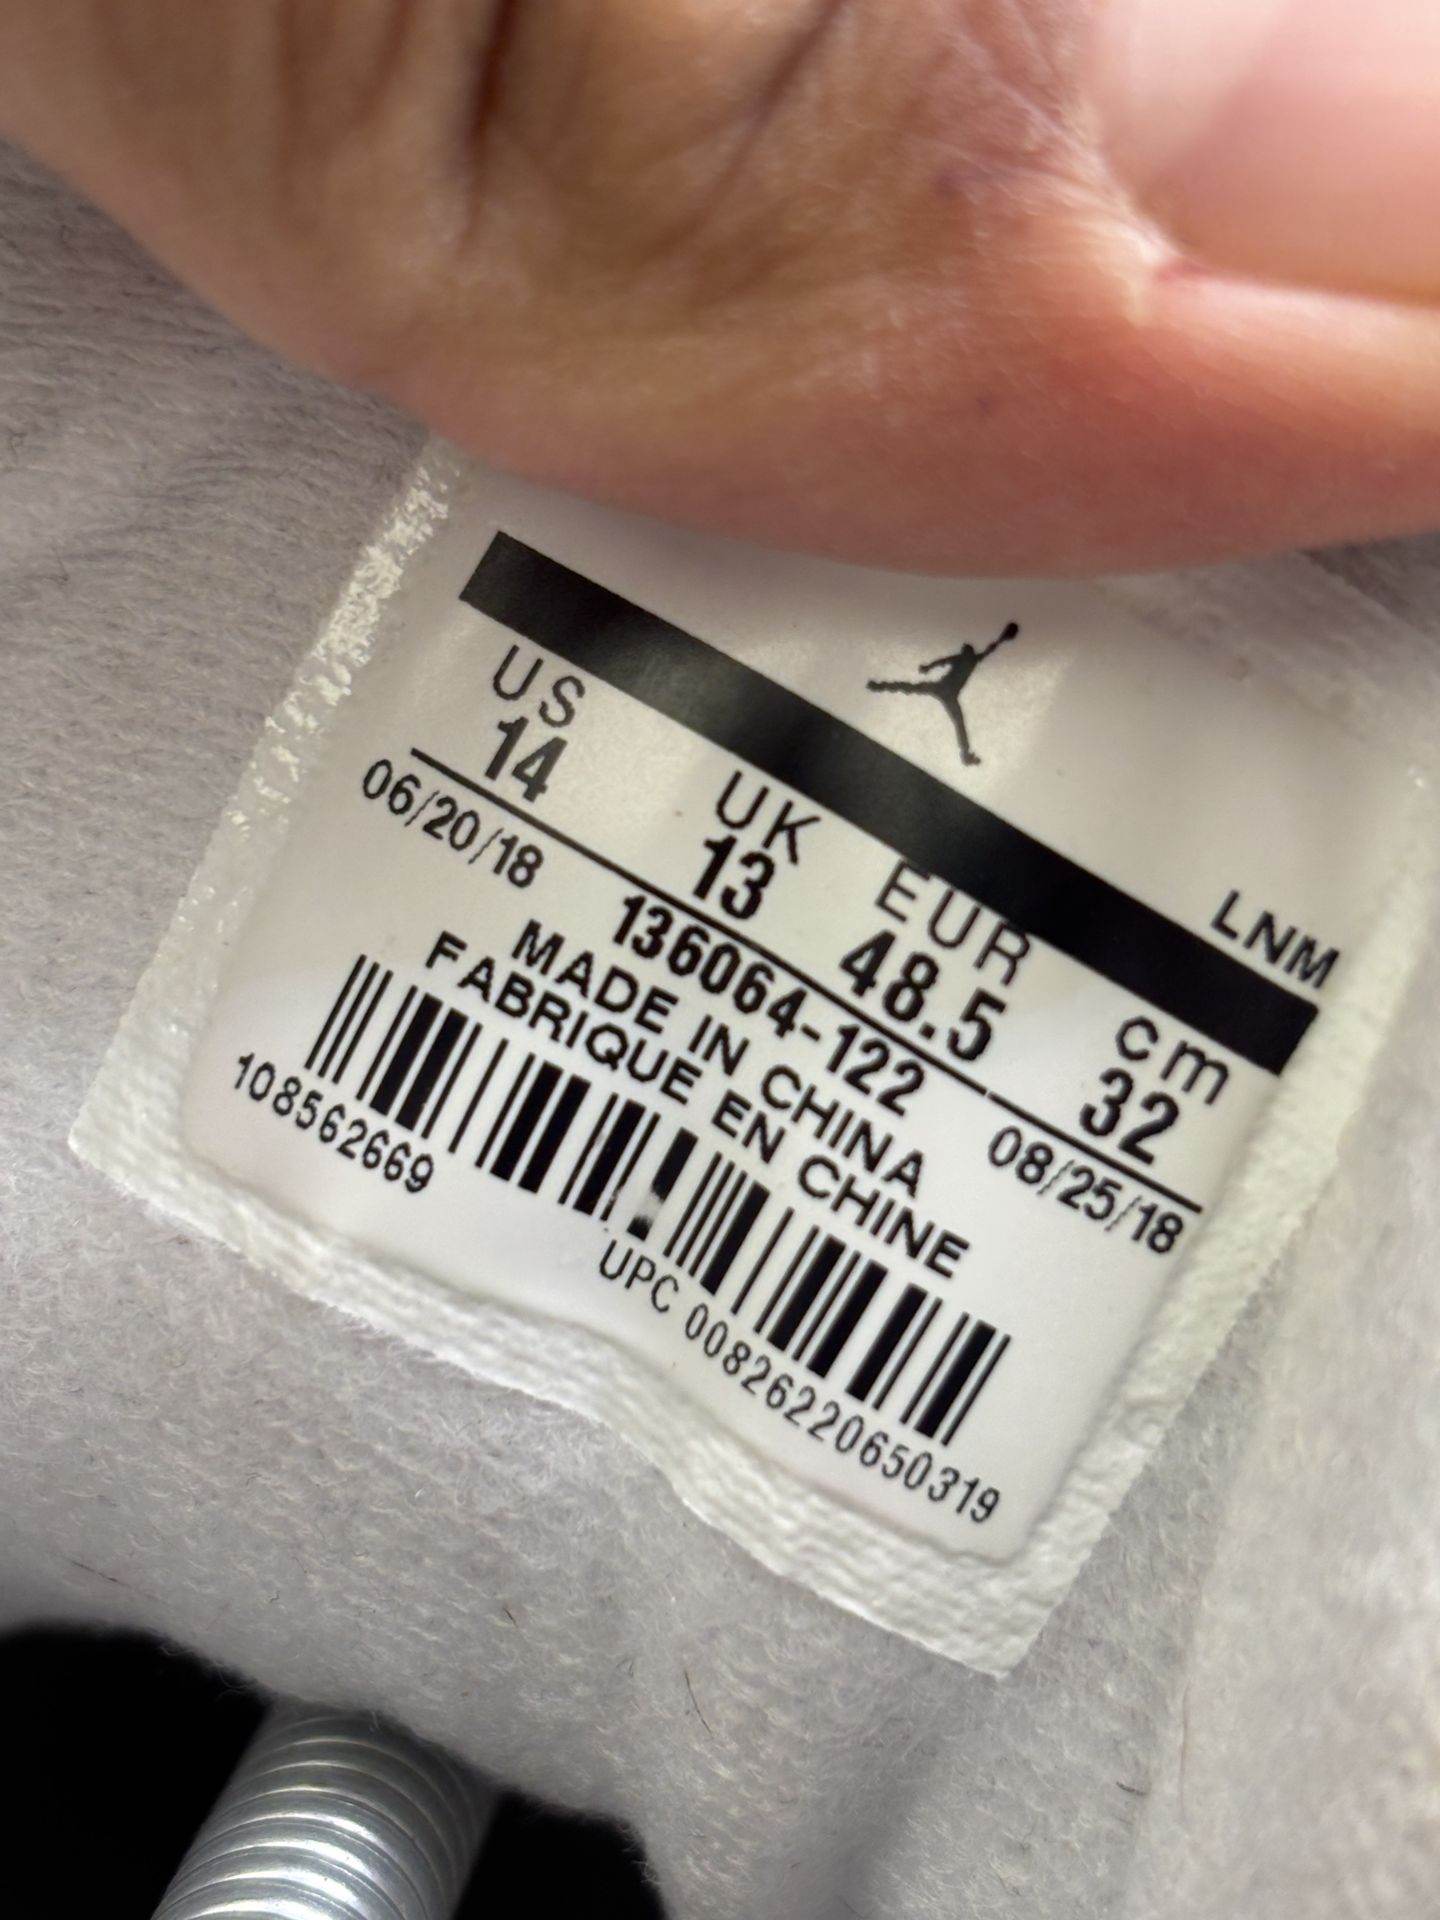 LNM
US UK EUR cm
14 13 48.5 32
06/20/18 136064-122 08/25/18
MADE IN CHINA
FABRIQUE EN CHINE
108562669
UPC 00826220650319